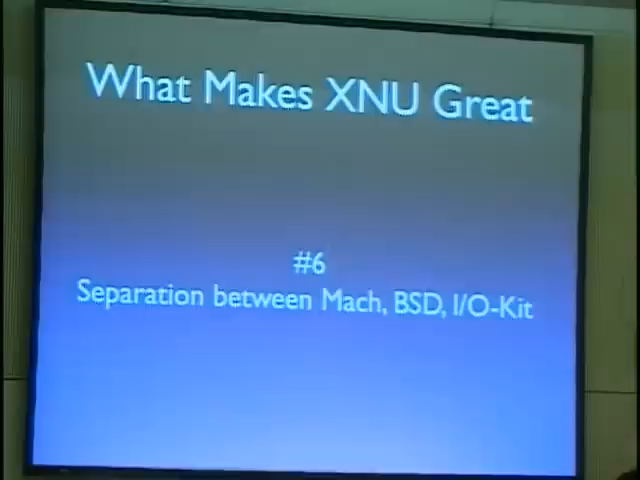 What Makes XNU Great
#6
Separation between Mach, BSD, I/O-Kit